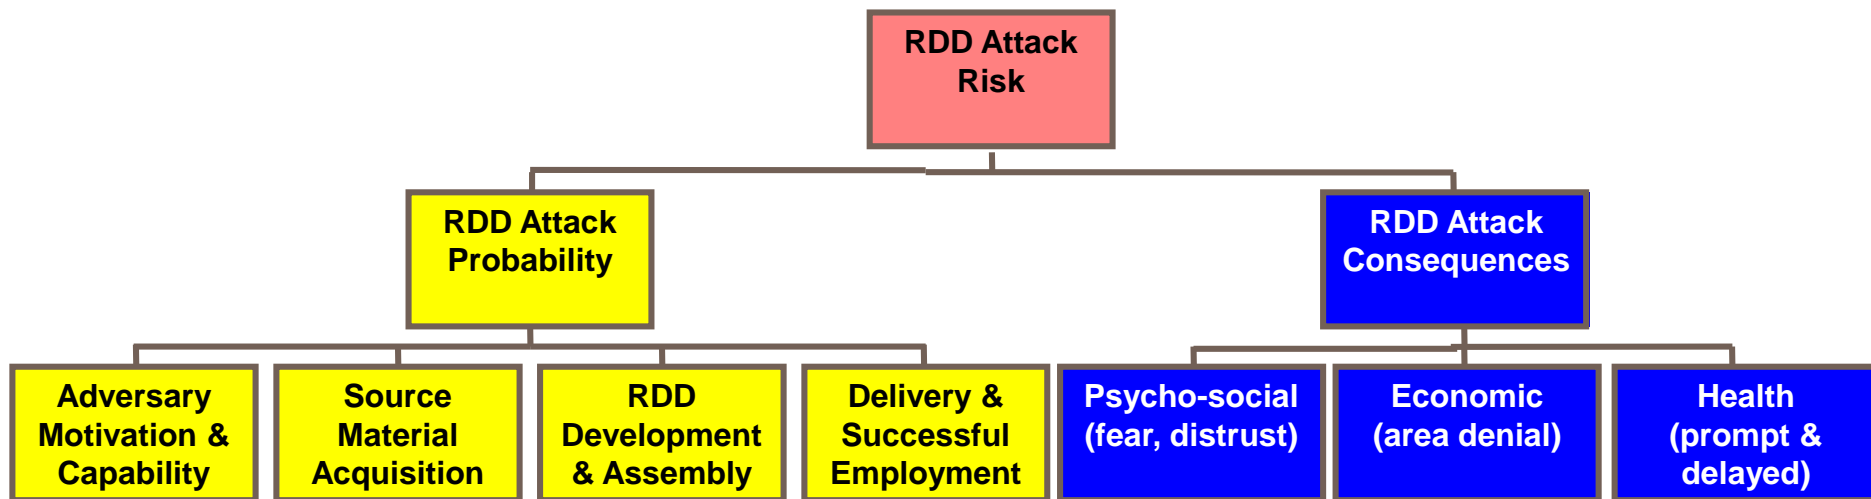 RDD Attack
Risk
RDD Attack
Probability
RDD Attack
Consequences
Adversary
Motivation &
Capability
Source
Material
Acquisition
RDD
Development
& Assembly
Delivery &
Successful
Employment
Psycho-social
(fear, distrust)
Economic
(area denial)
Health
(prompt &
delayed)